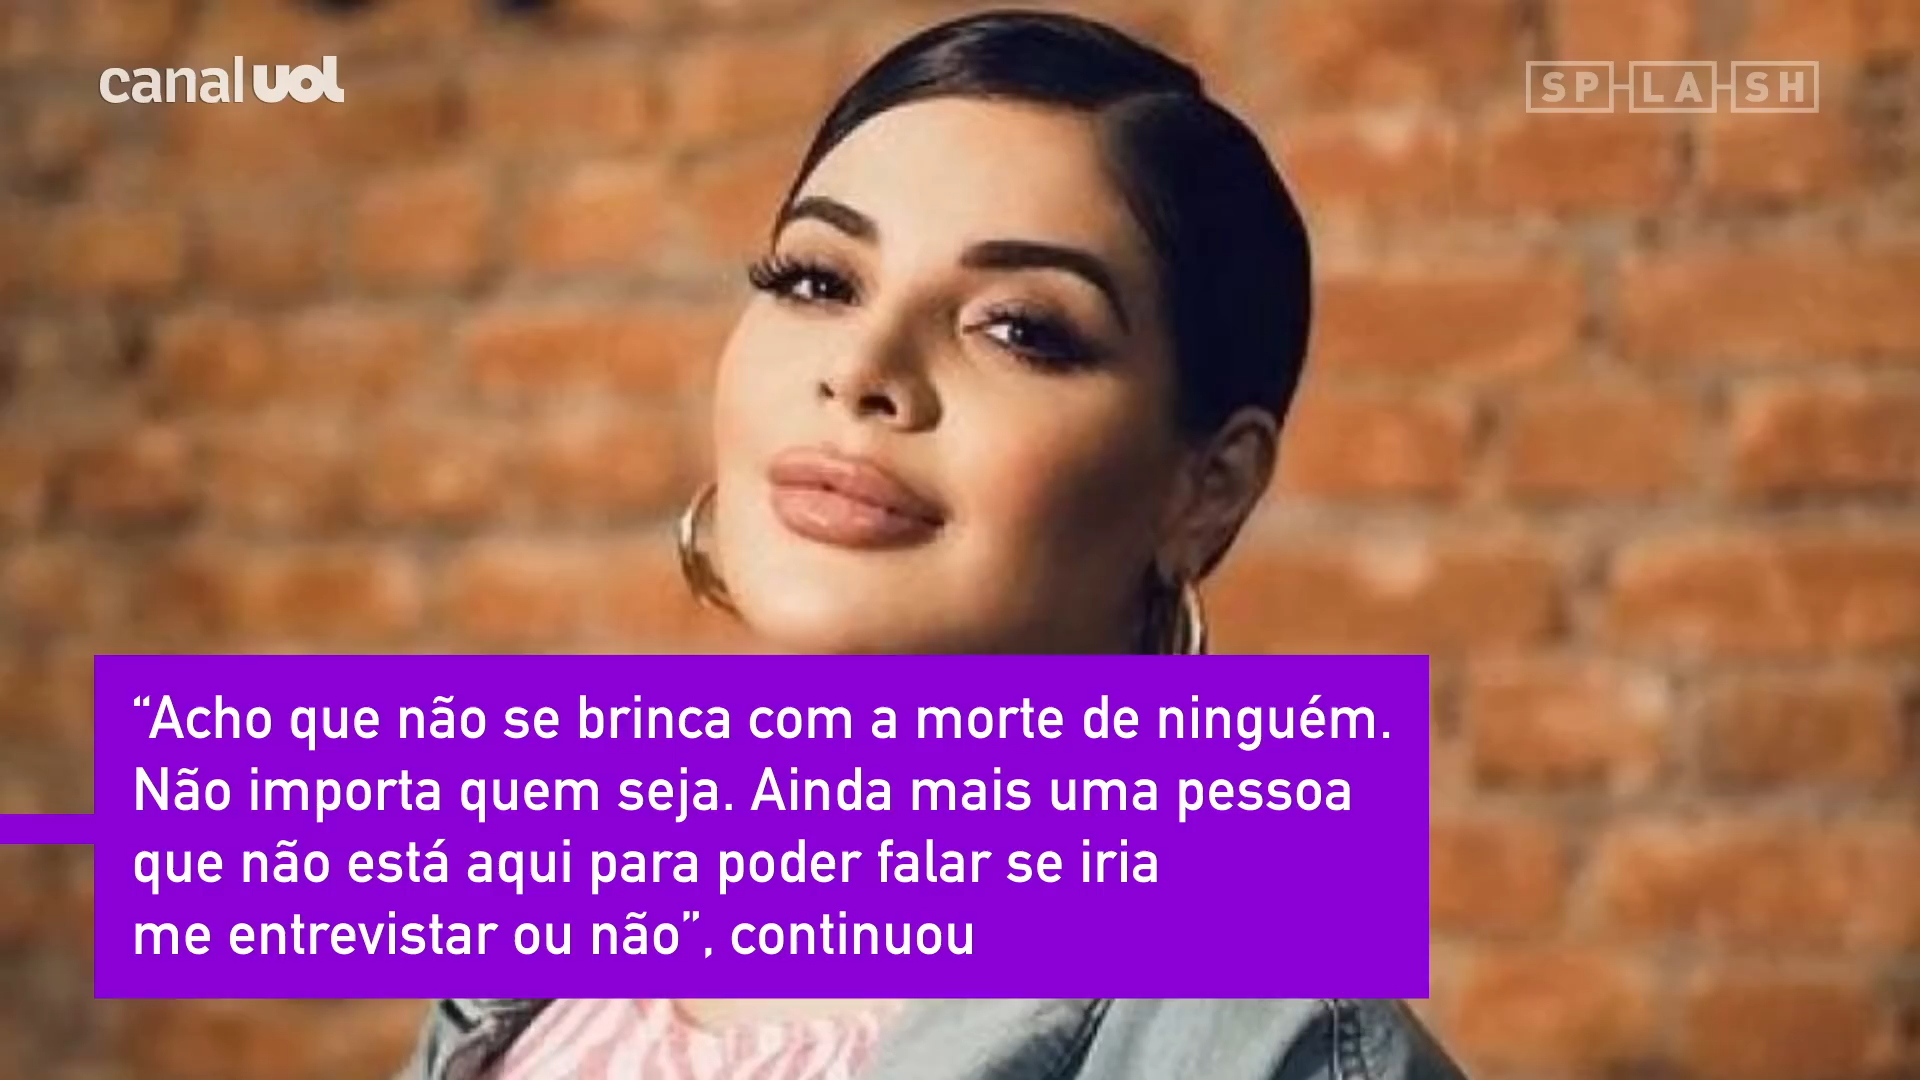 canal uol
SPLASH
“Acho que não se brinca com a morte de ninguém.
Não importa quem seja. Ainda mais uma pessoa
que não está aqui para poder falar se iria
me entrevistar ou não”, continuou